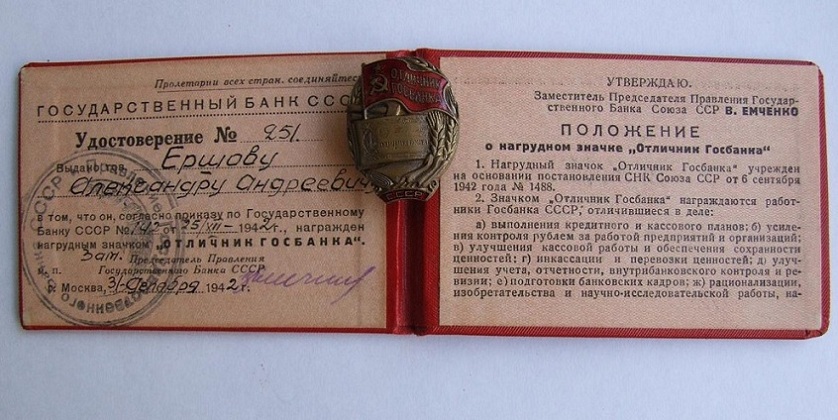 Пролетарии всех стран, соединяйтесь
ГОСУДАРСТВЕННЫЙ БАНК СССР
Удостоверение № 251.
Выдано тов. Ершову
Александру Андреевич
в том, что он, согласно приказу по Государственному
Банку СССР № от 25/XII- 1942г., награжден
нагрудным значком „ОТЛИЧНИК ГОСБАНКА“.
Зам. Председатель Правления
м. п. Государственного Банка СССР
г. Москва, 31 декабря 1942г.
ОТЛИЧНИК
ГОСБАНКА
СССР
УТВЕРЖДАЮ.
Заместитель Председателя Правления Государ-
ственного Банка Союза ССР В. ЕМЧЕНКО
ПОЛОЖЕНИЕ
о нагрудном значке „Отличник Госбанка“
1. Нагрудный значок „Отличник Госбанка“ учрежден
на основании постановления СНК Союза ССР от 6 сентября
1942 года № 1488.
2. Значком „Отличник Госбанка“ награждаются работ-
ники Госбанка СССР, отличившиеся в деле:
а) выполнения кредитного и кассового планов; б) усиле-
ния контроля рублем за работой предприятий и организаций;
в) улучшения кассовой работы и обеспечения сохранности
ценностей; г) инкассации и перевозки ценностей; д) улуч-
шения учета, отчетности, внутрибанковского контроля и ре-
визии; е) подготовки банковских кадров; ж) рационализации,
изобретательства и научно-исследовательской работы, на-